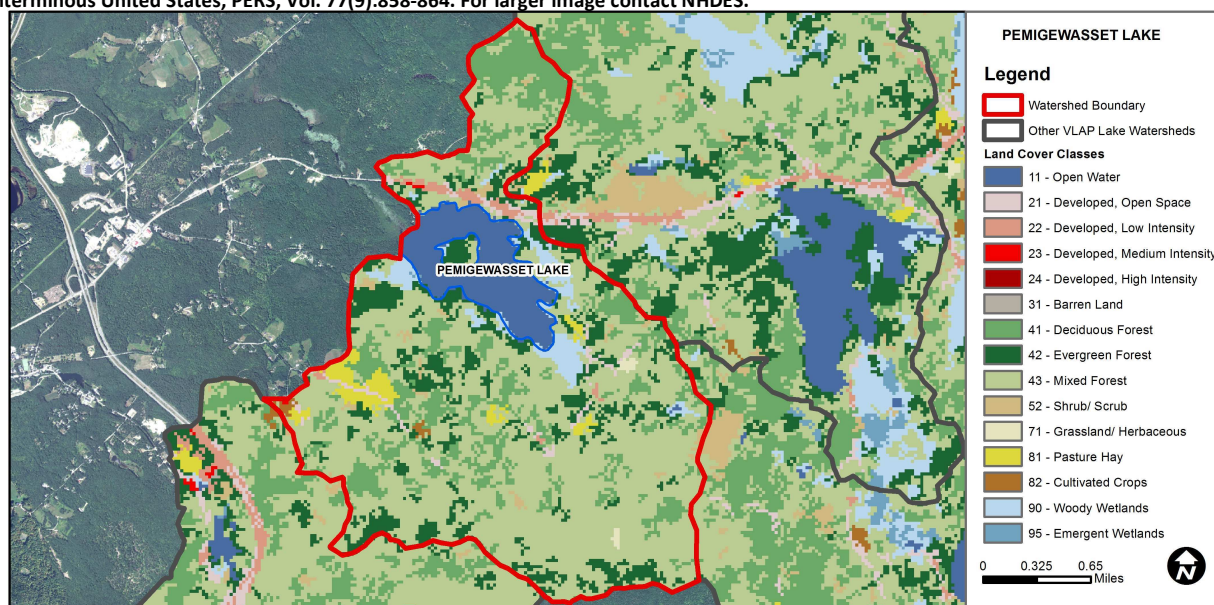 nterminous United States, PERS, Vol. 77(9):858-864. For larger image contact NHDES.
PEMIGEWASSET LAKE
PEMIGEWASSET LAKE
Legend
Watershed Boundary
Other VLAP Lake Watersheds
Land Cover Classes
11 - Open Water
21 - Developed, Open Space
22 - Developed, Low Intensity
23 - Developed, Medium Intensity
24 - Developed, High Intensity
31 - Barren Land
41 - Deciduous Forest
42 - Evergreen Forest
43 - Mixed Forest
52 - Shrub/ Scrub
71 - Grassland/ Herbaceous
81 - Pasture Hay
82 - Cultivated Crops
90 - Woody Wetlands
95 - Emergent Wetlands
0 0.325 0.65
Miles
N